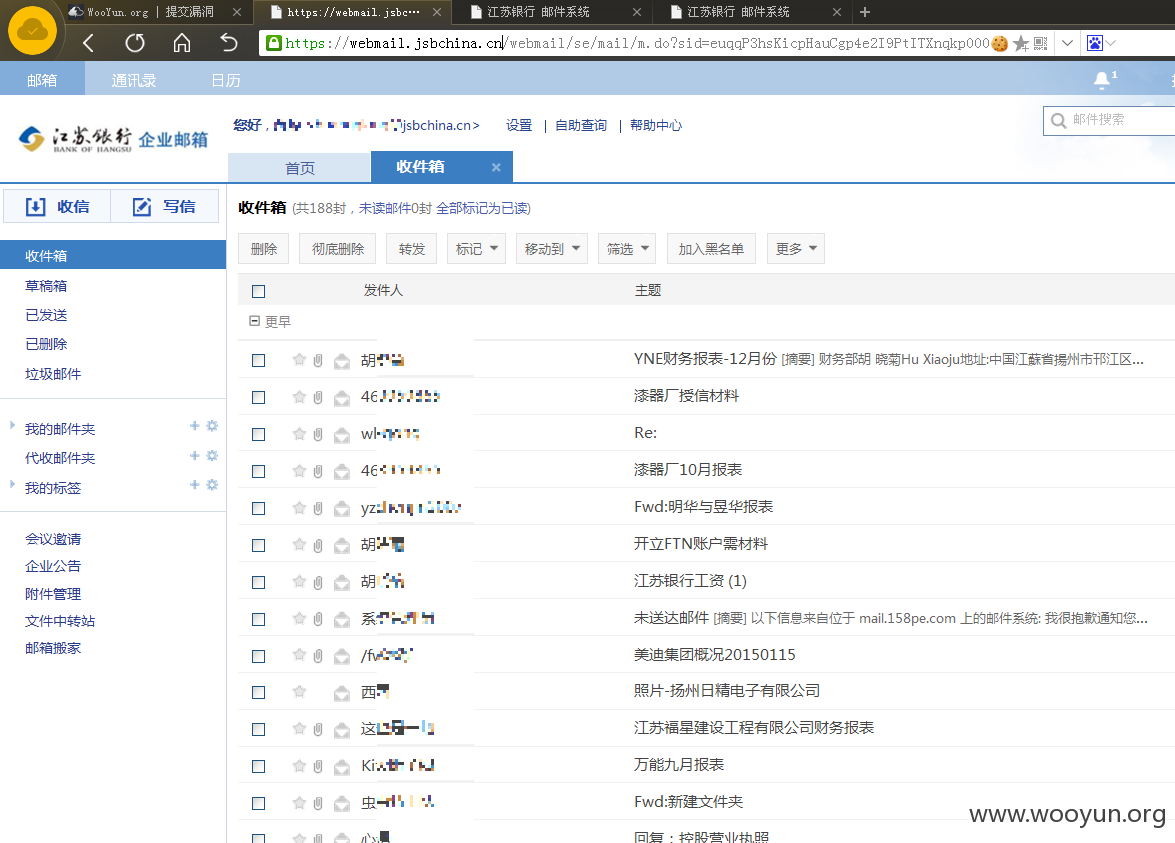 WooYun.org | 提交漏洞
https://webmail.jsbc…
江苏银行 邮件系统
江苏银行 邮件系统
https://webmail.jsbchina.cn/webmail/se/mail/m.do?sid=euqqP3hsKicpHauCgp4e2I9PtITXnqkp000
邮箱 通讯录 日历 1
江苏银行 企业邮箱
BANK OF JIANGSU
您好, jsbchina.cn> 设置 | 自助查询 | 帮助中心
邮件搜索
首页 收件箱
收信 写信
收件箱 (共188封，未读邮件0封 全部标记为已读)
删除 彻底删除 转发 标记 移动到 筛选 加入黑名单 更多
收件箱
草稿箱
已发送
已删除
垃圾邮件
我的邮件夹
代收邮件夹
我的标签
会议邀请
企业公告
附件管理
文件中转站
邮箱搬家
发件人 主题
更早
胡 YNE财务报表-12月份 [摘要] 财务部胡 晓菊Hu Xiaoju地址:中国江蘇省揚州市邗江区...
46 漆器厂授信材料
Re:
46 漆器厂10月报表
yz Fwd:明华与昱华报表
胡 开立FTN账户需材料
胡 江苏银行工资 (1)
系 未送达邮件 [摘要] 以下信息来自位于 mail.158pe.com 上的邮件系统: 我很抱歉通知您...
美迪集团概况20150115
西 照片-扬州日精电子有限公司
这 江苏福星建设工程有限公司财务报表
Ki 万能九月报表
虫 Fwd:新建文件夹
心 回复：控股营业执照
www.wooyun.org